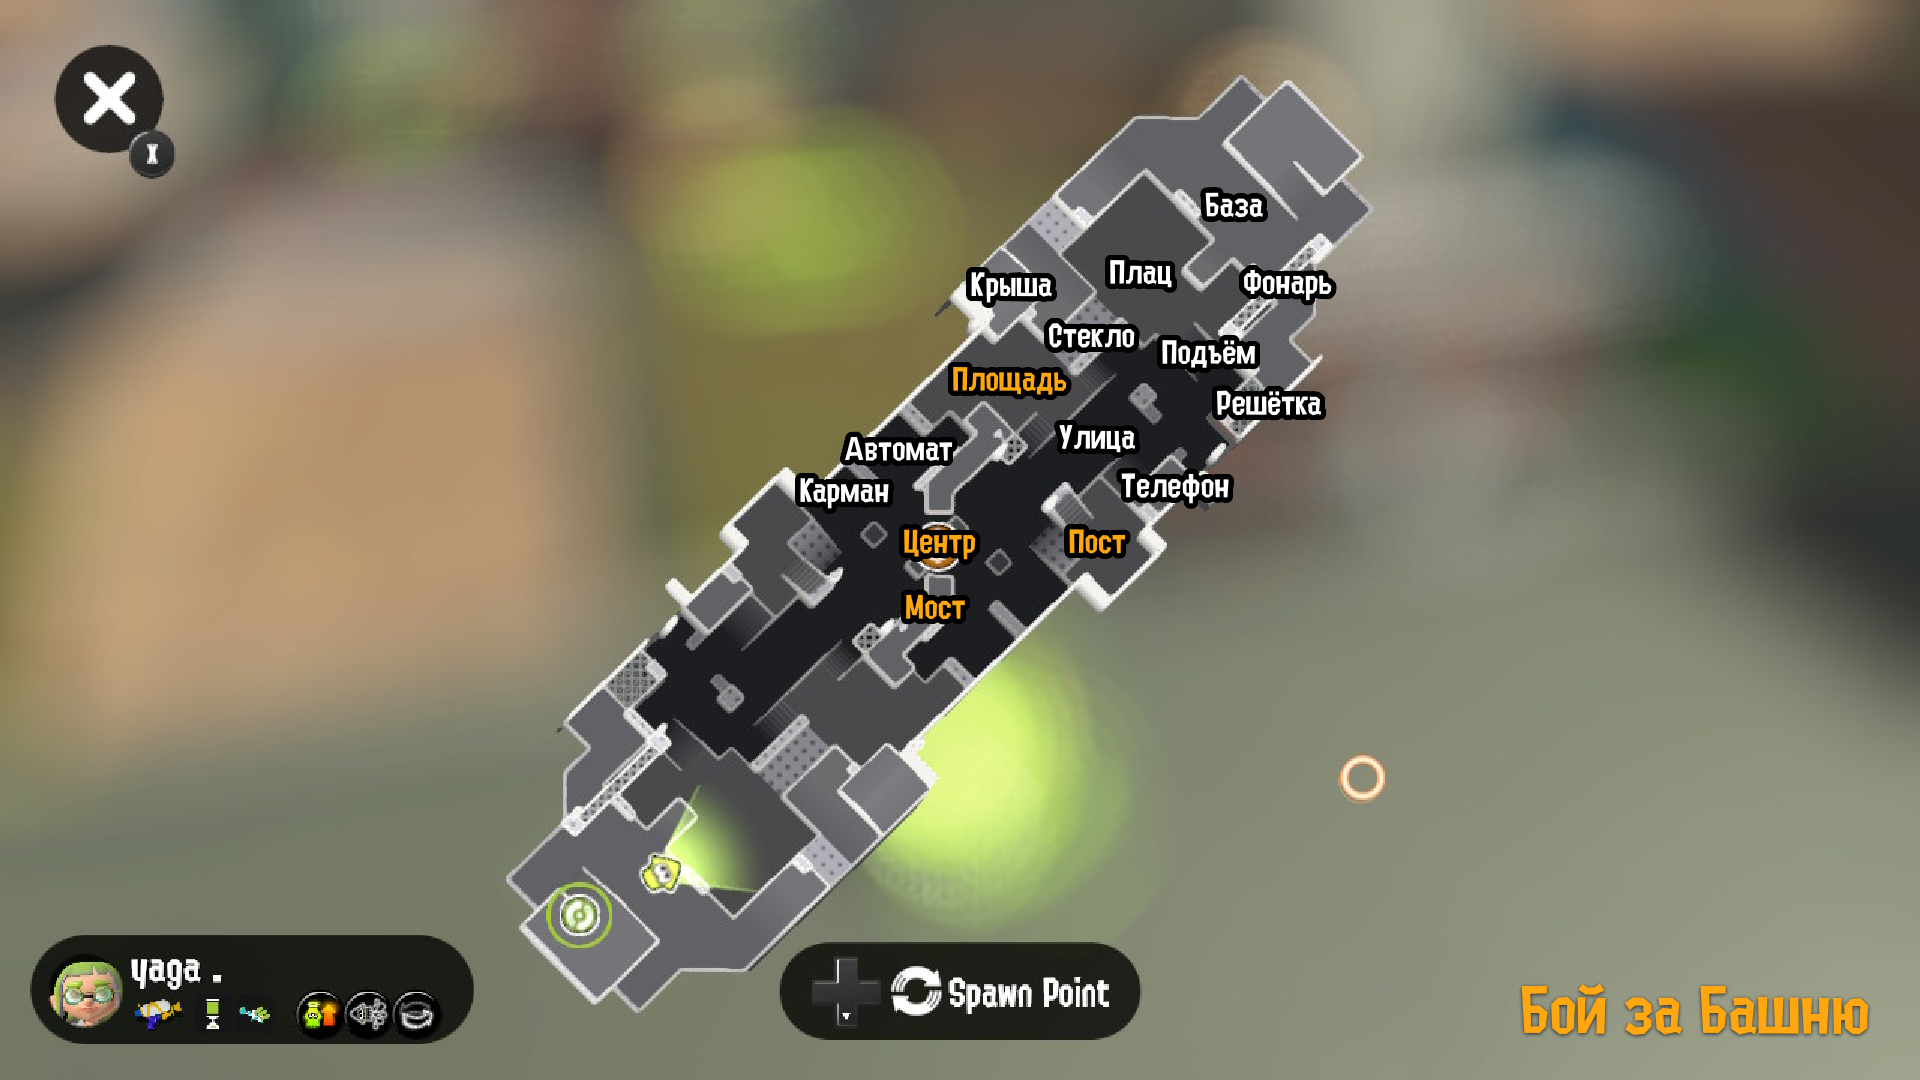 X
База
Плац
Фонарь
Крыша
Стекло
Подъём
Площадь
Решётка
Улица
Автомат
Карман
Телефон
Центр
Пост
Мост
yaga .
Spawn Point
Бой за Башню